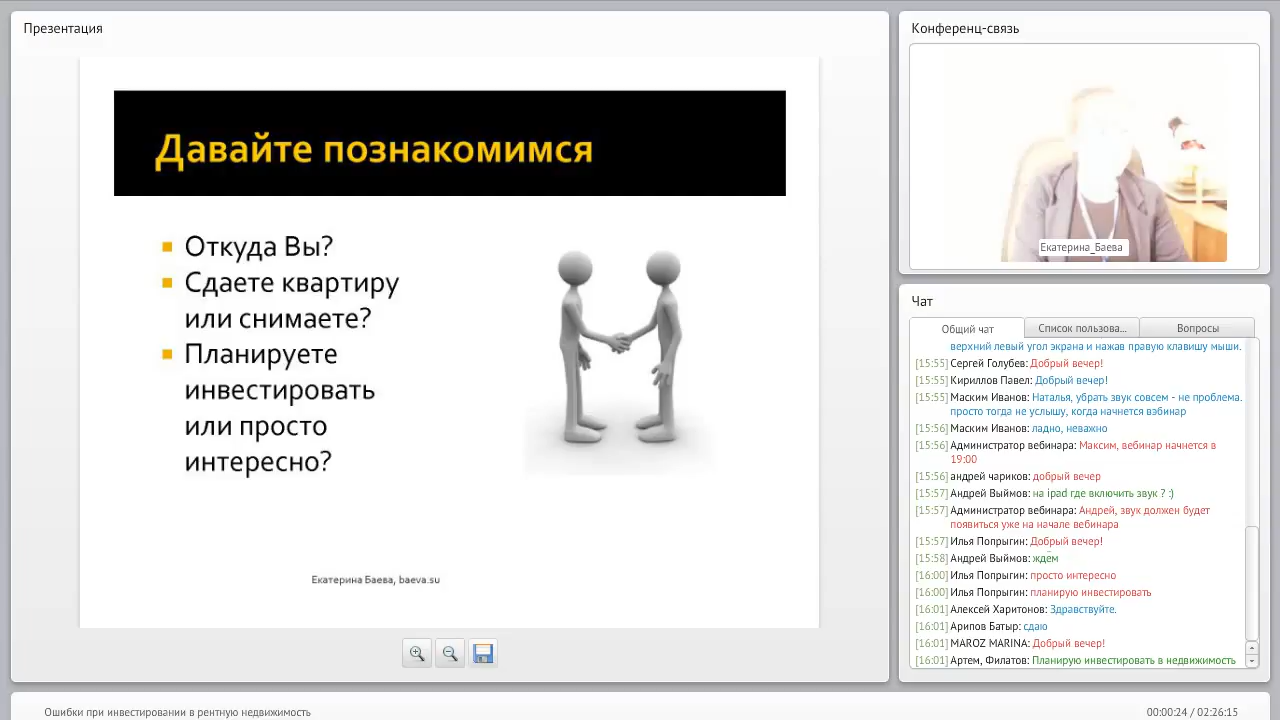 Презентация
Давайте познакомимся
Откуда Вы?
Сдаете квартиру
или снимаете?
Планируете
инвестировать
или просто
интересно?
Екатерина Баева, baeva.su
Конференц-связь
Екатерина_Баева
Чат
Общий чат
Список пользова...
Вопросы
верхний левый угол экрана и нажав правую клавишу мыши.
[15:55] Сергей Голубев: Добрый вечер!
[15:55] Кириллов Павел: Добрый вечер!
[15:55] Маским Иванов: Наталья, убрать звук совсем - не проблема.
просто тогда не услышу, когда начнется вэбинар
[15:56] Маским Иванов: ладно, неважно
[15:56] Администратор вебинара: Максим, вебинар начнется в
19:00
[15:56] андрей чариков: добрый вечер
[15:57] Андрей Выймов: на ipad где включить звук ? :)
[15:57] Администратор вебинара: Андрей, звук должен будет
появиться уже на начале вебинара
[15:57] Илья Попрыгин: Добрый вечер!
[15:58] Андрей Выймов: ждём
[16:00] Илья Попрыгин: просто интересно
[16:00] Илья Попрыгин: планирую инвестировать
[16:01] Алексей Харитонов: Здравствуйте.
[16:01] Арипов Батыр: сдаю
[16:01] MAROZ MARINA: Добрый вечер!
[16:01] Артем, Филатов: Планирую инвестировать в недвижимость
Ошибки при инвестировании в рентную недвижимость
00:00:24 / 02:26:15